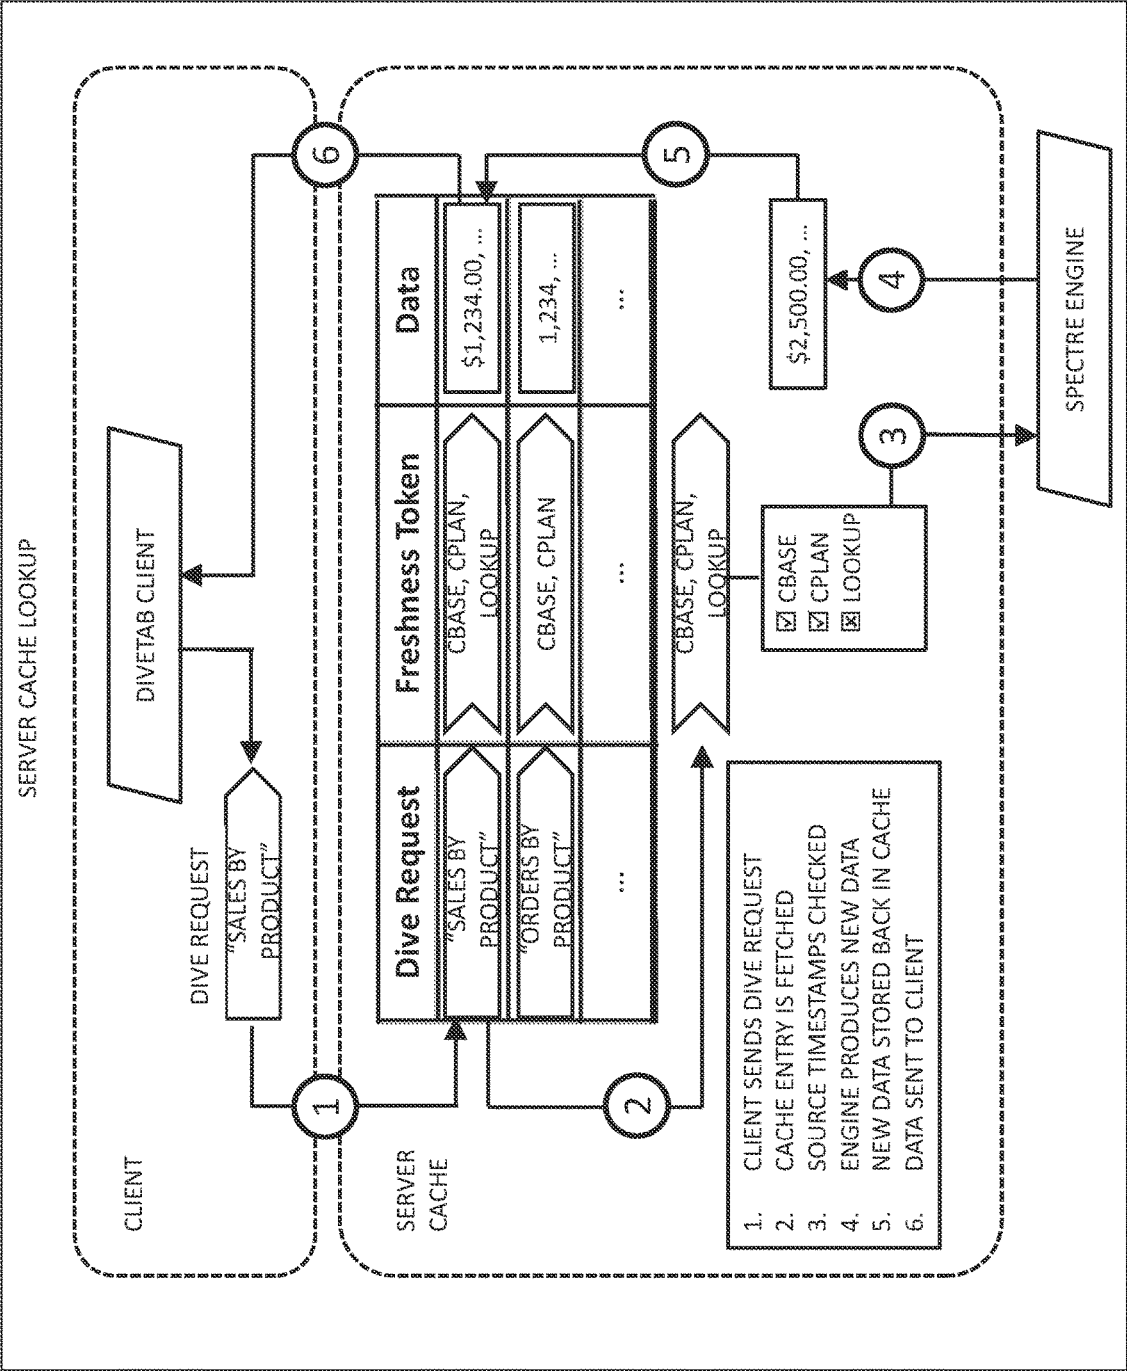 SERVER CACHE LOOKUP
CLIENT
DIVETAB CLIENT
DIVE REQUEST
"SALES BY
PRODUCT"
1
6
SERVER
CACHE
Dive Request
Freshness Token
Data
"SALES BY
PRODUCT"
CBASE, CPLAN,
LOOKUP
$1,234.00, ...
"ORDERS BY
PRODUCT"
CBASE, CPLAN
1,234, ...
...
...
...
2
CBASE, CPLAN,
LOOKUP
5
☑ CBASE
☑ CPLAN
☒ LOOKUP
$2,500.00, ...
3
4
1. CLIENT SENDS DIVE REQUEST
2. CACHE ENTRY IS FETCHED
3. SOURCE TIMESTAMPS CHECKED
4. ENGINE PRODUCES NEW DATA
5. NEW DATA STORED BACK IN CACHE
6. DATA SENT TO CLIENT
SPECTRE ENGINE